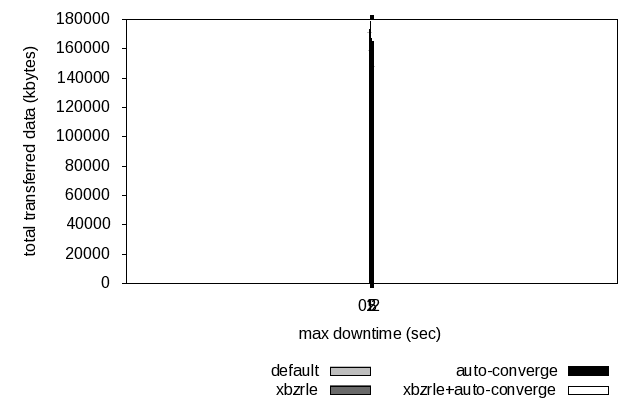 180000
160000
140000
120000
100000
80000
60000
40000
20000
0
total transferred data (kbytes)
max downtime (sec)
default
auto-converge
xbzrle
xbzrle+auto-converge